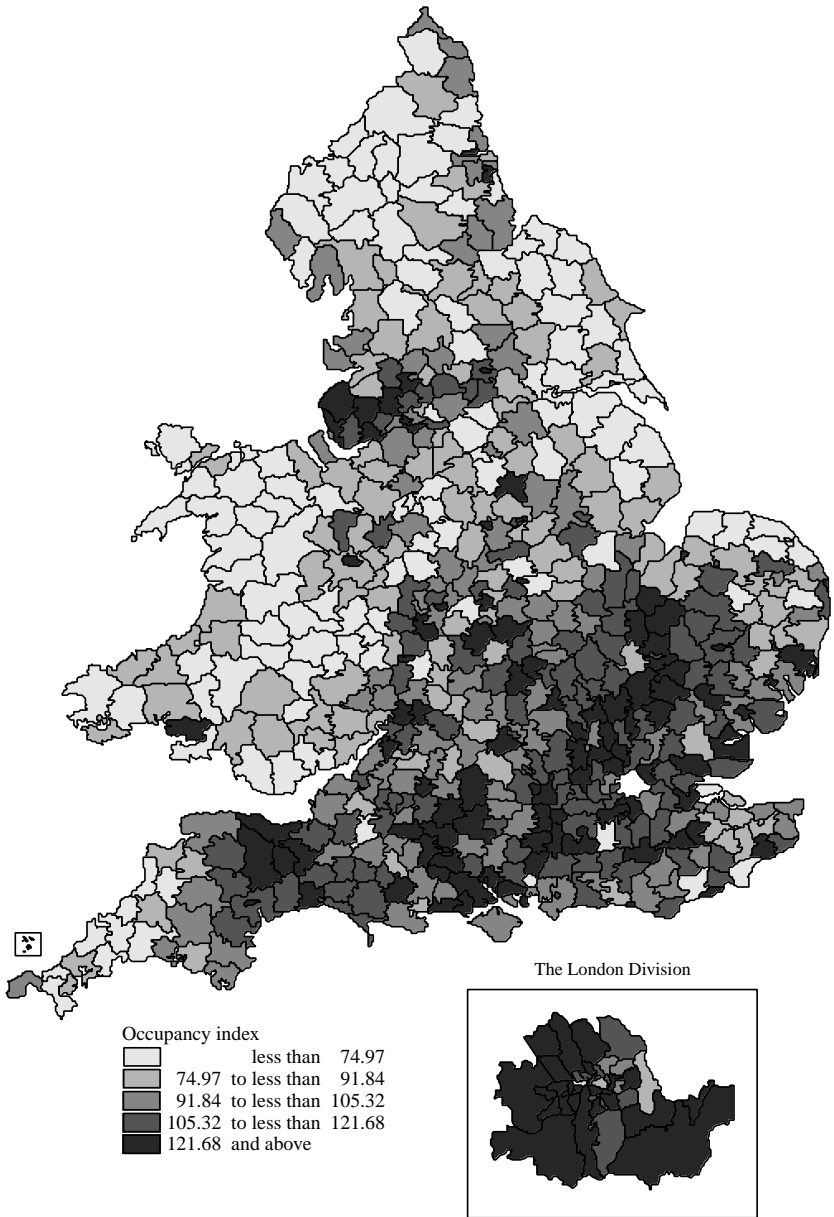 The London Division
Occupancy index
less than 74.97
74.97 to less than 91.84
91.84 to less than 105.32
105.32 to less than 121.68
121.68 and above